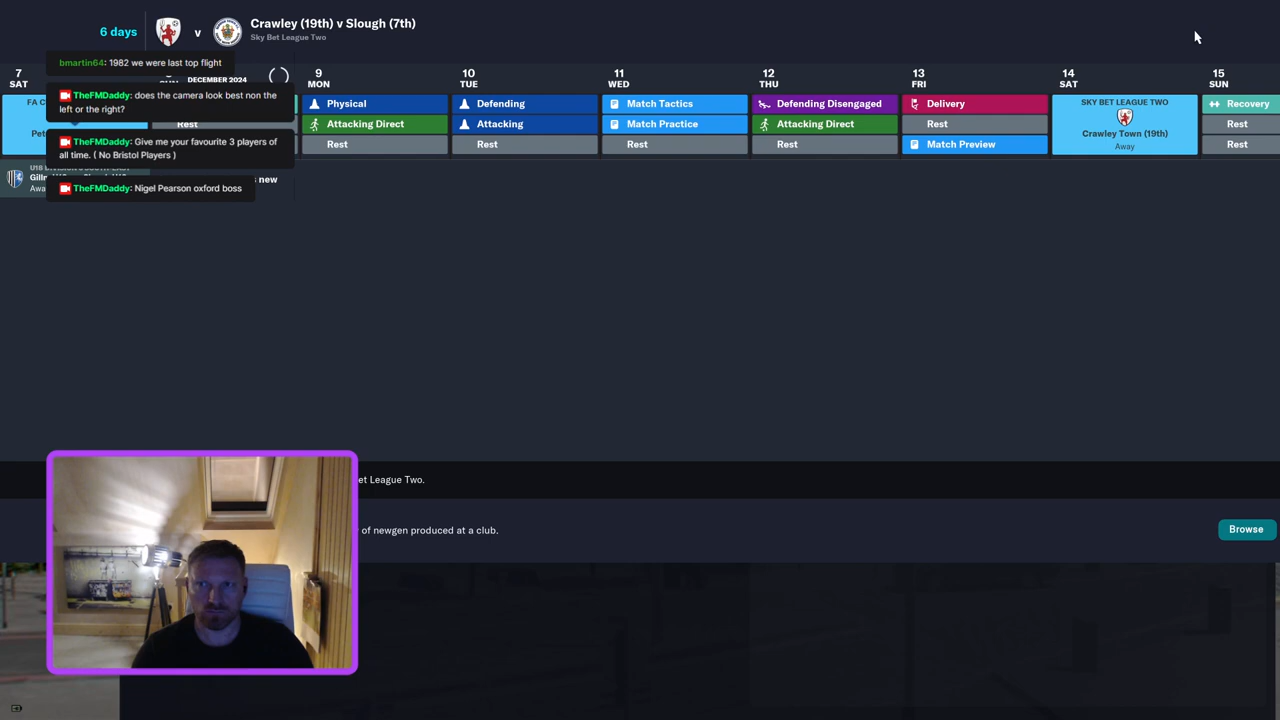 6 days
v
Crawley (19th) v Slough (7th)
Sky Bet League Two
bmartin64: 1982 we were last top flight
7
SAT
DECEMBER 2024
9
MON
10
TUE
11
WED
12
THU
13
FRI
14
SAT
15
SUN
FA C
TheFMDaddy: does the camera look best non the
left or the right?
Pet
Rest
TheFMDaddy: Give me your favourite 3 players of
all time. ( No Bristol Players )
TheFMDaddy: Nigel Pearson oxford boss
s new
Physical
Attacking Direct
Rest
Defending
Attacking
Rest
Match Tactics
Match Practice
Rest
Defending Disengaged
Attacking Direct
Rest
Delivery
Rest
Match Preview
SKY BET LEAGUE TWO
Crawley Town (19th)
Away
Recovery
Rest
Rest
et League Two.
of newgen produced at a club.
Browse